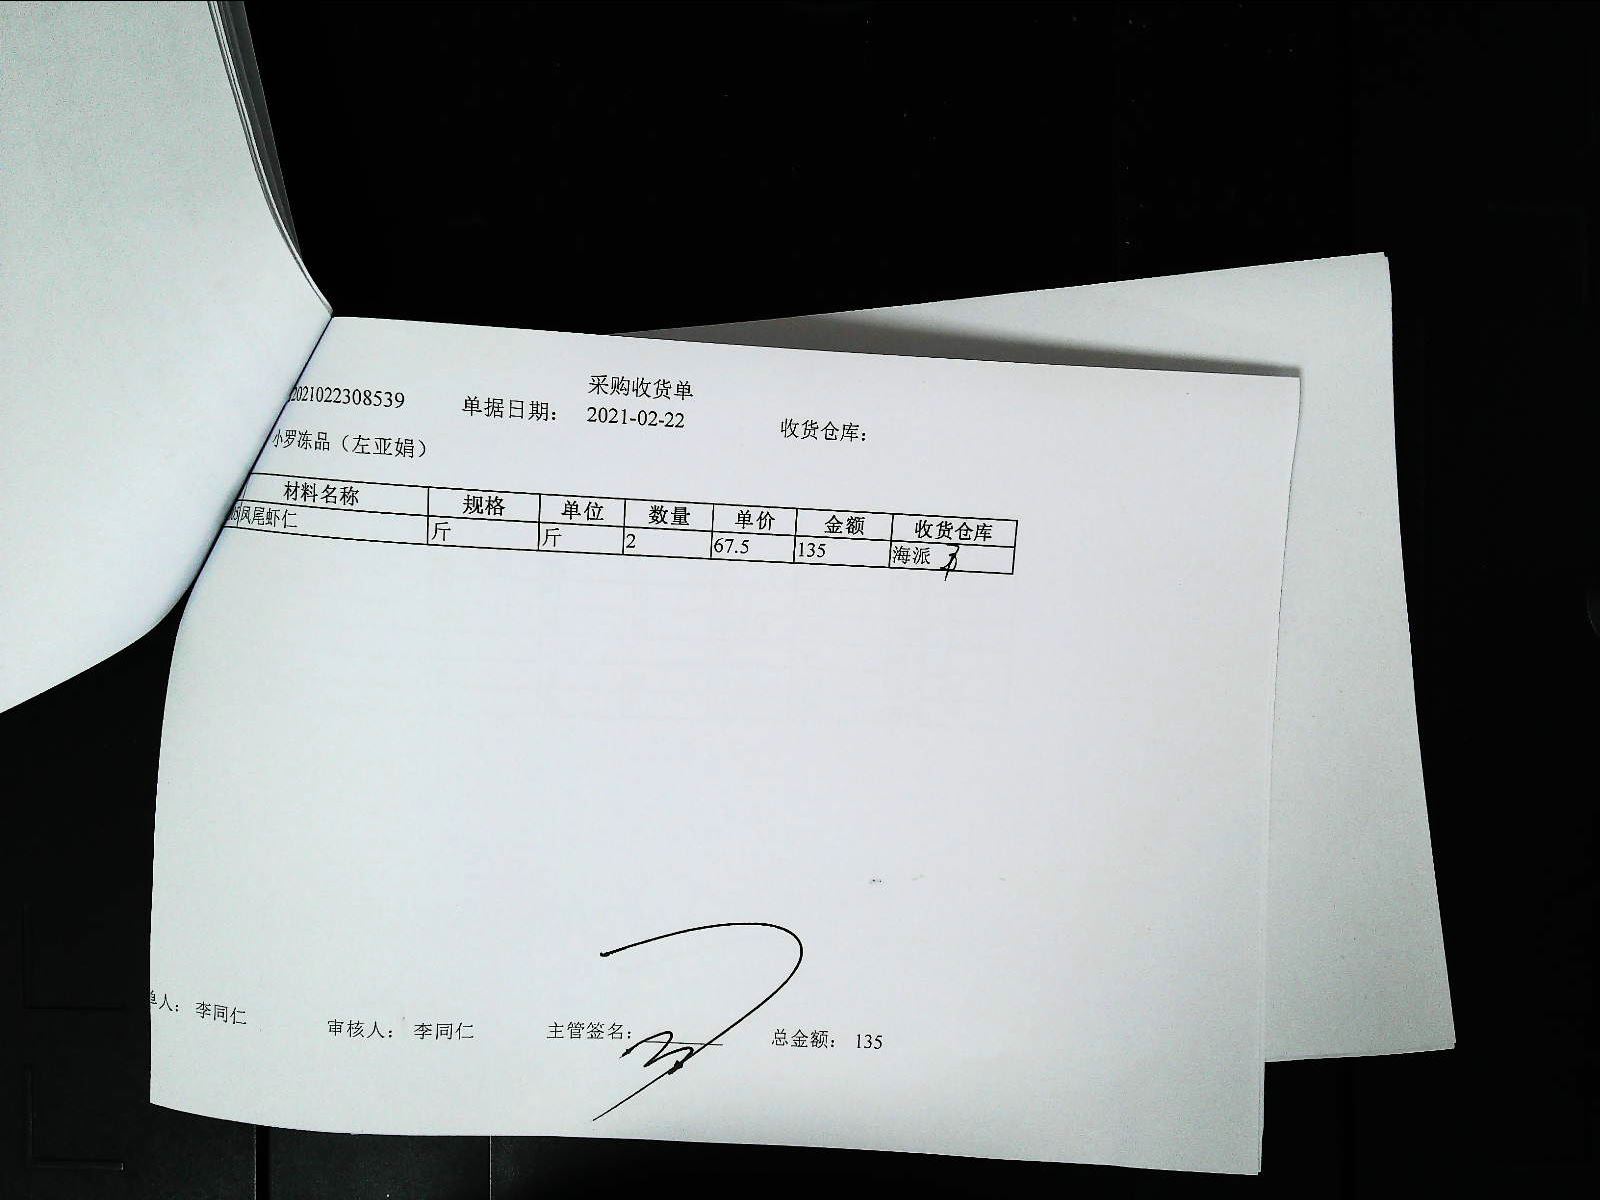 采购收货单
2021022308539 单据日期: 2021-02-22 收货仓库:
小罗冻品（左亚娟）
材料名称 规格 单位 数量 单价 金额 收货仓库
凤尾虾仁 斤 斤 2 67.5 135 海派
单人: 李同仁 审核人: 李同仁 主管签名: 总金额: 135